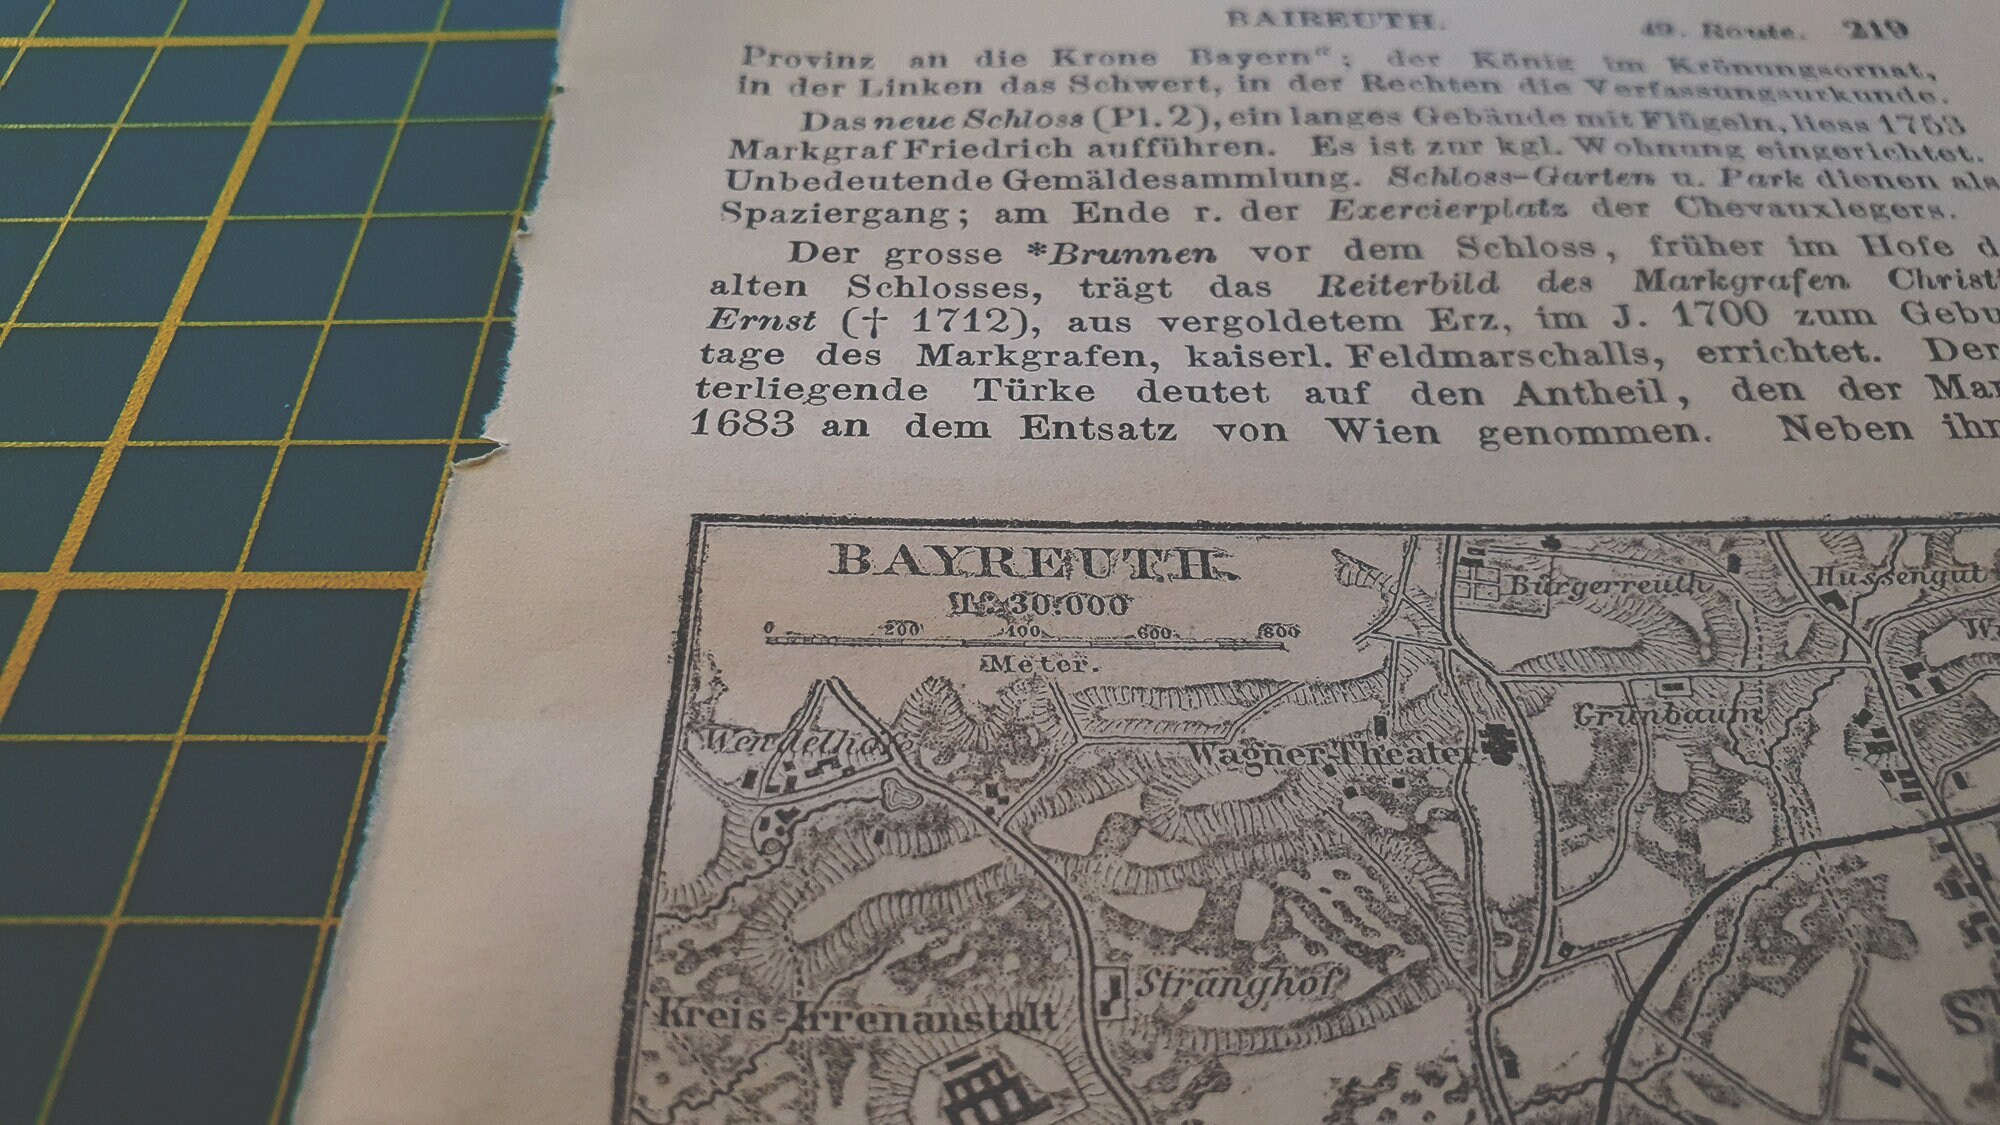 BAIREUTH. 49. Route. 219
Provinz an die Krone Bayern“; der König im Krönungsornat,
in der Linken das Schwert, in der Rechten die Verfassungsurkunde.
Das neue Schloss (Pl. 2), ein langes Gebäude mit Flügeln, liess 1753
Markgraf Friedrich aufführen. Es ist zur kgl. Wohnung eingerichtet.
Unbedeutende Gemäldesammlung. Schloss-Garten u. Park dienen als
Spaziergang; am Ende r. der Exercierplatz der Chevauxlegers.
Der grosse *Brunnen vor dem Schloss, früher im Hofe d
alten Schlosses, trägt das Reiterbild des Markgrafen Christ
Ernst († 1712), aus vergoldetem Erz, im J. 1700 zum Gebu
tage des Markgrafen, kaiserl. Feldmarschalls, errichtet. Der
terliegende Türke deutet auf den Antheil, den der Mar
1683 an dem Entsatz von Wien genommen. Neben ihr
BAYREUTH.
1:30.000
0 200 400 600 800
Meter.
Bürgerreuth
Hussengut
Grünbaum
Wendelhöfe
Wagner-Theater
Stranghof
Kreis-Irrenanstalt